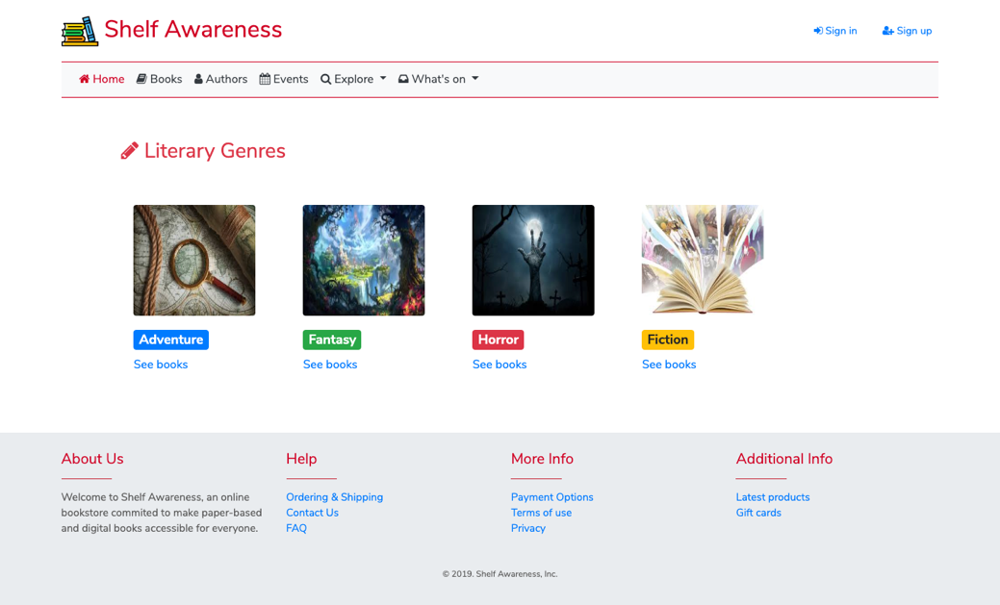 Shelf Awareness
Sign in
Sign up
Home
Books
Authors
Events
Explore
What's on
Literary Genres
Adventure
Fantasy
Horror
Fiction
See books
See books
See books
See books
About Us
Welcome to Shelf Awareness, an online
bookstore commited to make paper-based
and digital books accessible for everyone.
Help
Ordering & Shipping
Contact Us
FAQ
More Info
Payment Options
Terms of use
Privacy
Additional Info
Latest products
Gift cards
© 2019. Shelf Awareness, Inc.